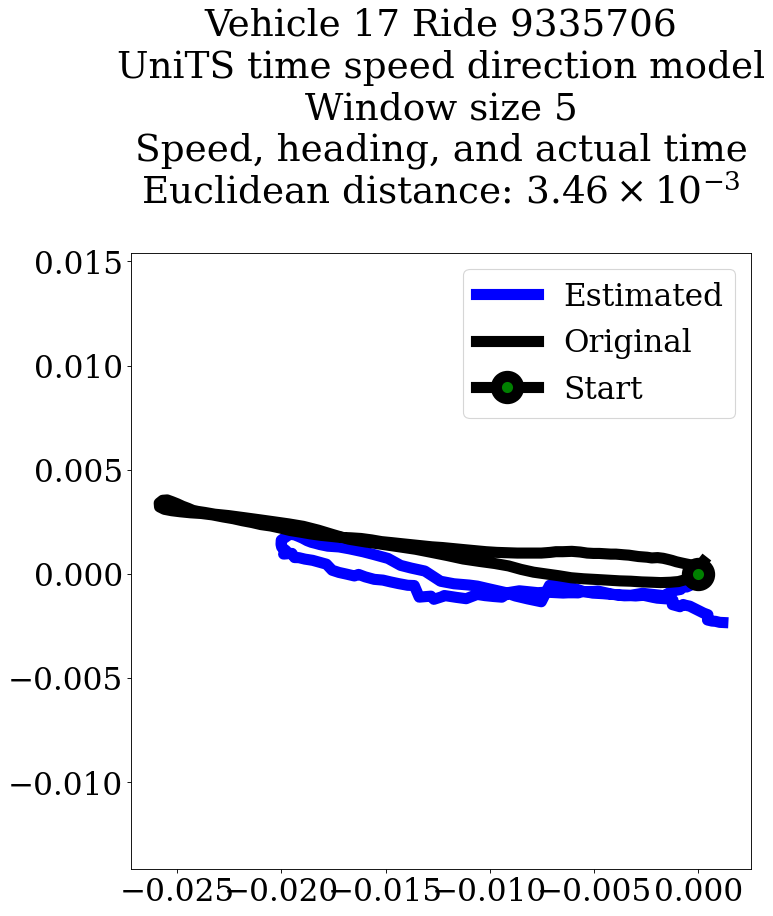 Vehicle 17 Ride 9335706
UniTS time speed direction model
Window size 5
Speed, heading, and actual time
Euclidean distance: 3.46 × 10⁻³
0.015
0.010
0.005
0.000
−0.005
−0.010
Estimated
Original
Start
−0.025 −0.020 −0.015 −0.010 −0.005 0.000